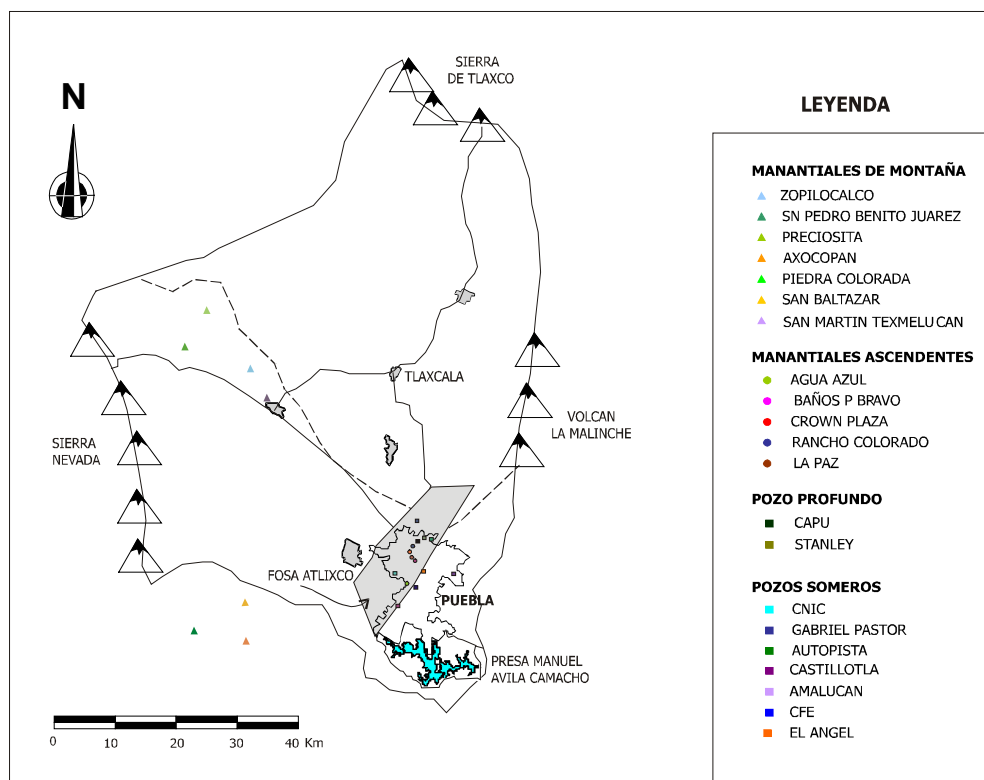 SIERRA
DE TLAXCO
N
TLAXCALA
VOLCAN
LA MALINCHE
SIERRA
NEVADA
FOSA ATLIXCO
PUEBLA
PRESA MANUEL
AVILA CAMACHO
0 10 20 30 40 Km
LEYENDA
MANANTIALES DE MONTAÑA
ZOPILOCALCO
SN PEDRO BENITO JUAREZ
PRECIOSITA
AXOCOPAN
PIEDRA COLORADA
SAN BALTAZAR
SAN MARTIN TEXMELUCAN
MANANTIALES ASCENDENTES
AGUA AZUL
BAÑOS P BRAVO
CROWN PLAZA
RANCHO COLORADO
LA PAZ
POZO PROFUNDO
CAPU
STANLEY
POZOS SOMEROS
CNIC
GABRIEL PASTOR
AUTOPISTA
CASTILLOTLA
AMALUCAN
CFE
EL ANGEL